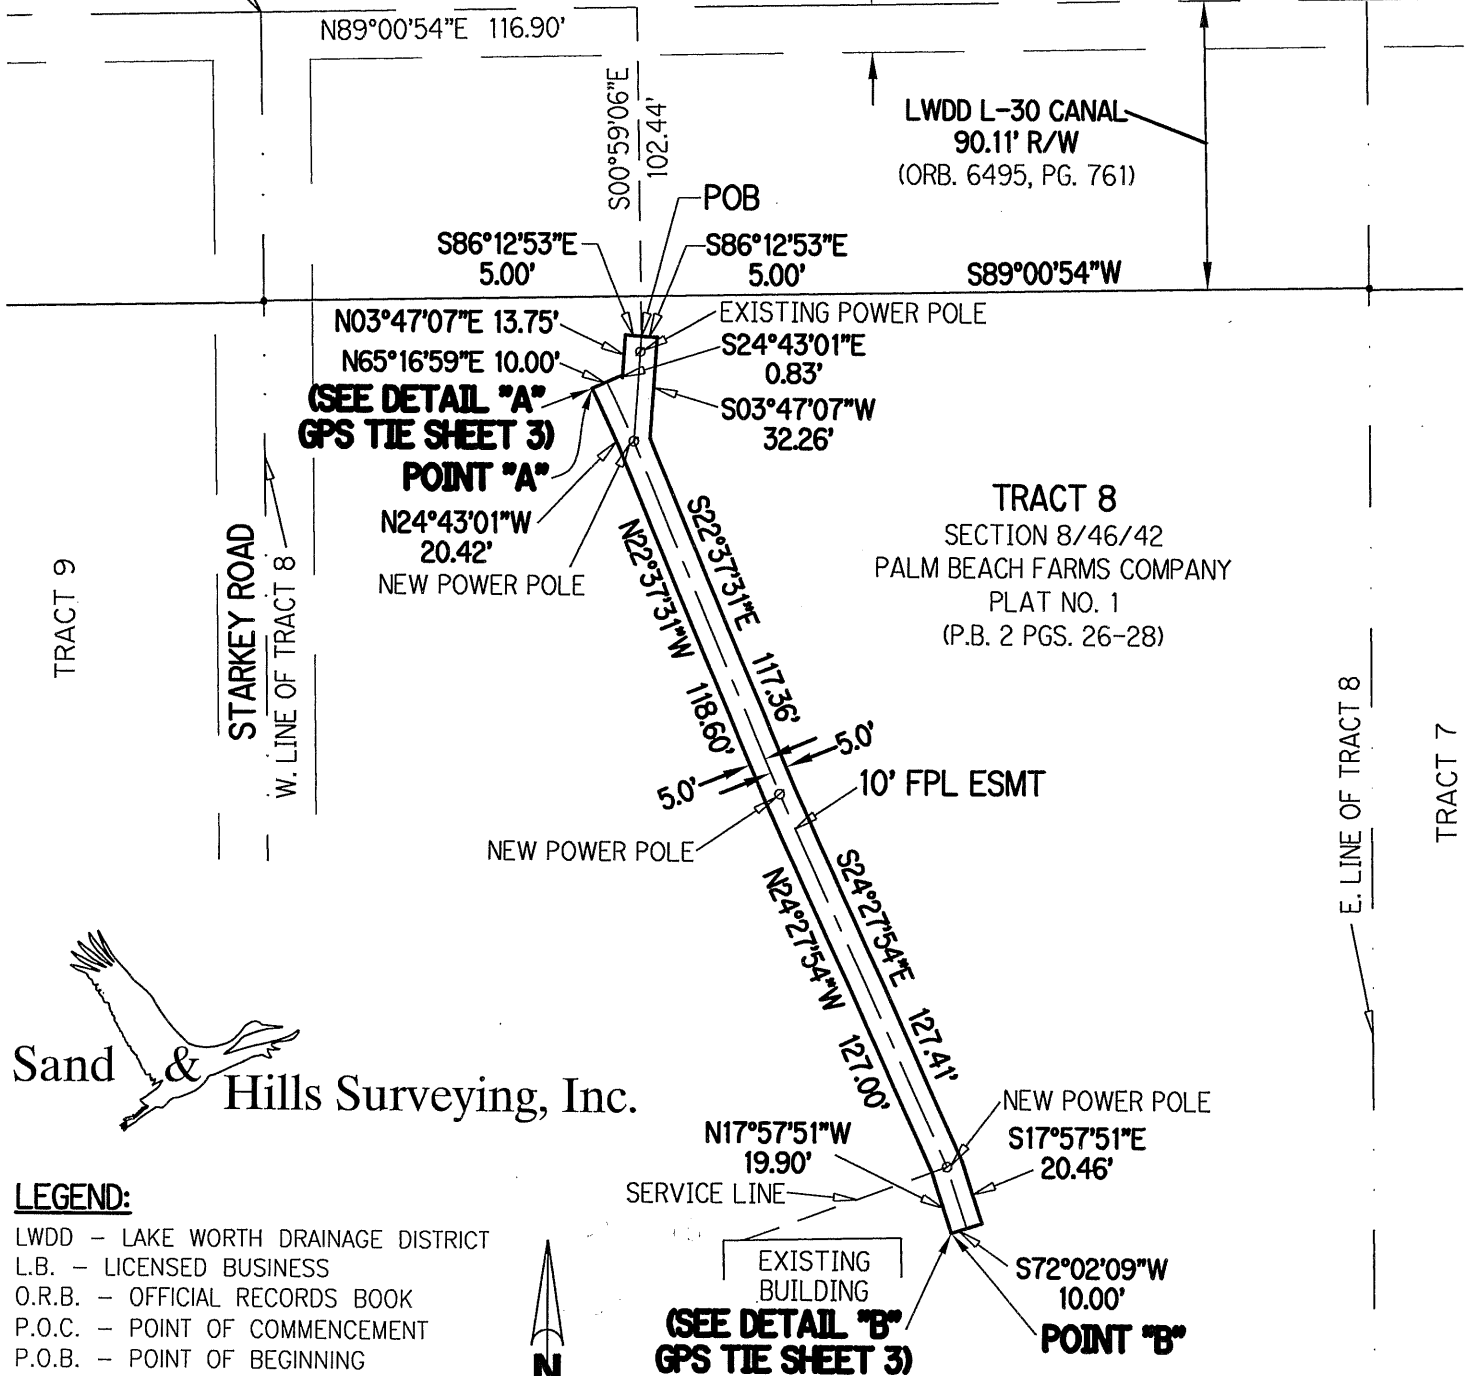 N89°00'54"E 116.90'
S00°59'06"E
102.44'
LWDD L-30 CANAL
90.11' R/W
(ORB. 6495, PG. 761)
POB
S86°12'53"E
5.00'
S86°12'53"E
5.00'
S89°00'54"W
EXISTING POWER POLE
N03°47'07"E 13.75'
S24°43'01"E
0.83'
N65°16'59"E 10.00'
(SEE DETAIL "A"
GPS TIE SHEET 3)
POINT "A"
S03°47'07"W
32.26'
N24°43'01"W
20.42'
NEW POWER POLE
TRACT 8
SECTION 8/46/42
PALM BEACH FARMS COMPANY
PLAT NO. 1
(P.B. 2 PGS. 26-28)
TRACT 9
STARKEY ROAD
W. LINE OF TRACT 8
N22°37'31"W 118.60'
S22°37'31"E 117.36'
5.0'
5.0'
10' FPL ESMT
NEW POWER POLE
E. LINE OF TRACT 8
TRACT 7
N24°27'54"W 127.00'
S24°27'54"E 127.41'
Sand &
Hills Surveying, Inc.
NEW POWER POLE
N17°57'51"W
19.90'
S17°57'51"E
20.46'
SERVICE LINE
EXISTING
BUILDING
S72°02'09"W
10.00'
(SEE DETAIL "B"
GPS TIE SHEET 3)
POINT "B"
LEGEND:
LWDD - LAKE WORTH DRAINAGE DISTRICT
L.B. - LICENSED BUSINESS
O.R.B. - OFFICIAL RECORDS BOOK
P.O.C. - POINT OF COMMENCEMENT
P.O.B. - POINT OF BEGINNING
N